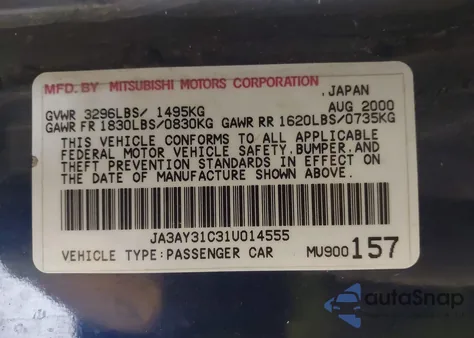 MFD. BY MITSUBISHI MOTORS CORPORATION
, JAPAN
GVWR 3296LBS/ 1495KG AUG 2000
GAWR FR 1830LBS/0830KG GAWR RR 1620LBS/0735KG
THIS VEHICLE CONFORMS TO ALL APPLICABLE
FEDERAL MOTOR VEHICLE SAFETY, BUMPER, AND
THEFT PREVENTION STANDARDS IN EFFECT ON
THE DATE OF MANUFACTURE SHOWN ABOVE.
JA3AY31C31U014555
VEHICLE TYPE:PASSENGER CAR MU900 157
autoSnap